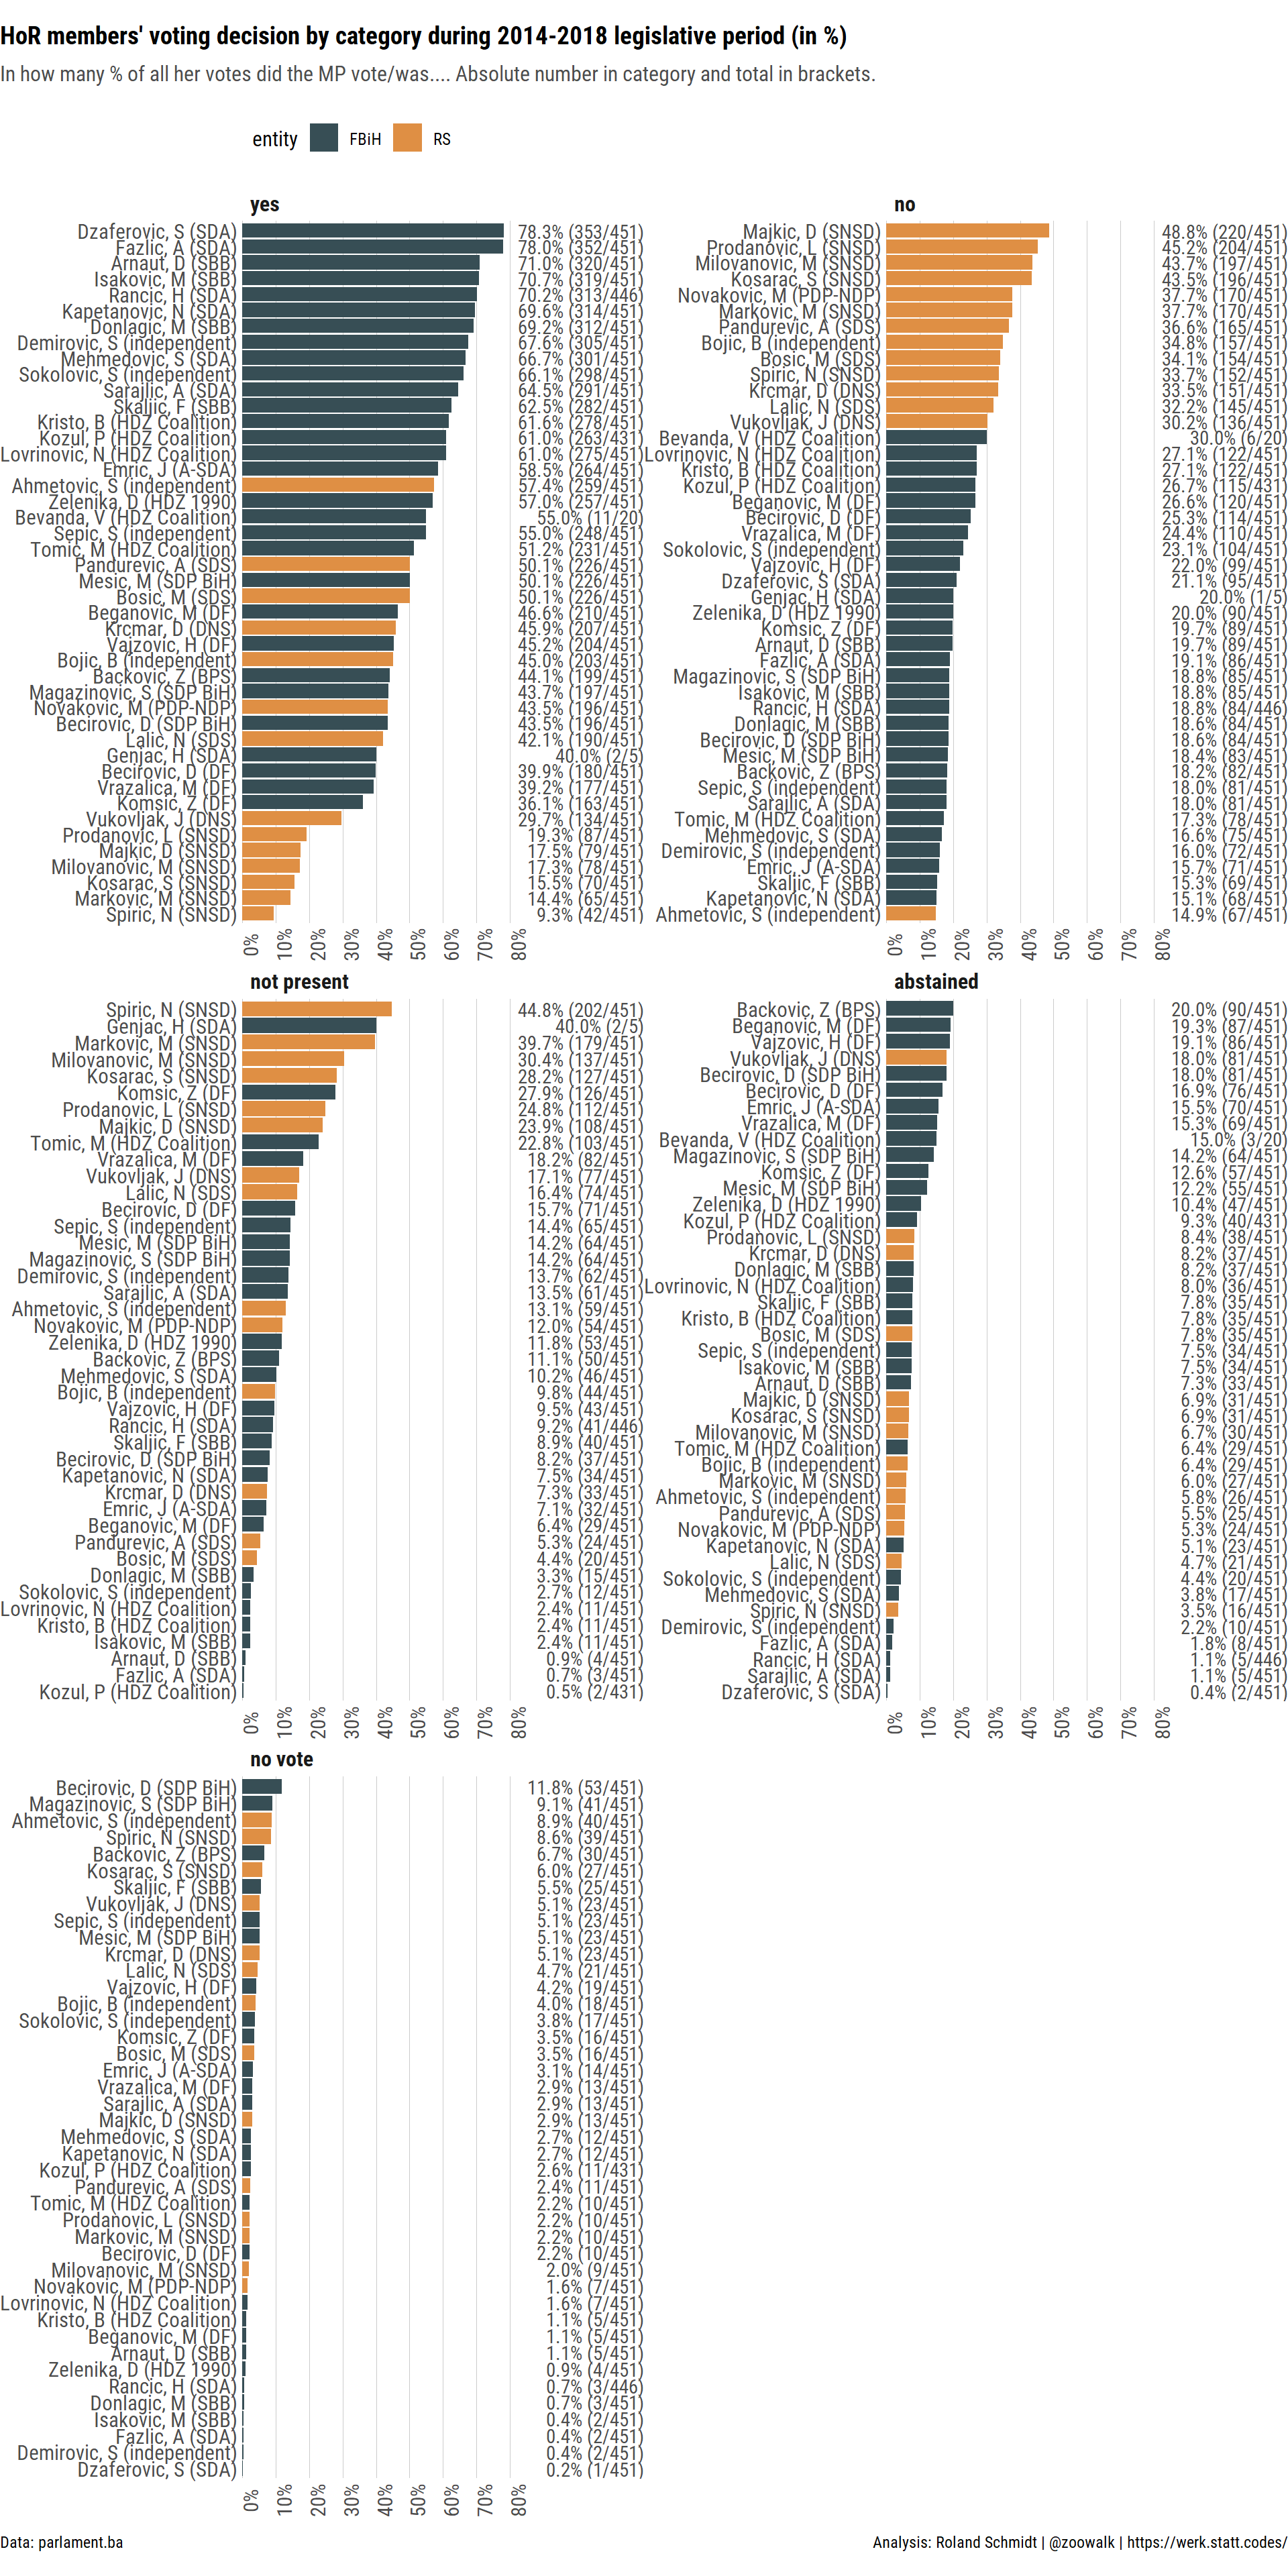 HoR members' voting decision by category during 2014-2018 legislative period (in %)
In how many % of all her votes did the MP vote/was.... Absolute number in category and total in brackets.
entity FBiH RS
yes
Dzaferovic, S (SDA) 78.3% (353/451)
Fazlic, A (SDA) 78.0% (352/451)
Arnaut, D (SBB) 71.0% (320/451)
Isakovic, M (SBB) 70.7% (319/451)
Rancic, H (SDA) 70.2% (313/446)
Kapetanovic, N (SDA) 69.6% (314/451)
Donlagic, M (SBB) 69.2% (312/451)
Demirovic, S (independent) 67.6% (305/451)
Mehmedovic, S (SDA) 66.7% (301/451)
Sokolovic, S (independent) 66.1% (298/451)
Sarajlic, A (SDA) 64.5% (291/451)
Skaljic, F (SBB) 62.5% (282/451)
Kristo, B (HDZ Coalition) 61.6% (278/451)
Kozul, P (HDZ Coalition) 61.0% (263/431)
Lovrinovic, N (HDZ Coalition) 61.0% (275/451)
Emric, J (A-SDA) 58.5% (264/451)
Ahmetovic, S (independent) 57.4% (259/451)
Zelenika, D (HDZ 1990) 57.0% (257/451)
Bevanda, V (HDZ Coalition) 55.0% (11/20)
Sepic, S (independent) 55.0% (248/451)
Tomic, M (HDZ Coalition) 51.2% (231/451)
Pandurevic, A (SDS) 50.1% (226/451)
Mesic, M (SDP BiH) 50.1% (226/451)
Bosic, M (SDS) 50.1% (226/451)
Beganovic, M (DF) 46.6% (210/451)
Krcmar, D (DNS) 45.9% (207/451)
Vajzovic, H (DF) 45.2% (204/451)
Bojic, B (independent) 45.0% (203/451)
Backovic, Z (BPS) 44.1% (199/451)
Magazinovic, S (SDP BiH) 43.7% (197/451)
Novakovic, M (PDP-NDP) 43.5% (196/451)
Becirovic, D (SDP BiH) 43.5% (196/451)
Lalic, N (SDS) 42.1% (190/451)
Genjac, H (SDA) 40.0% (2/5)
Becirovic, D (DF) 39.9% (180/451)
Vrazalica, M (DF) 39.2% (177/451)
Komsic, Z (DF) 36.1% (163/451)
Vukovljak, J (DNS) 29.7% (134/451)
Prodanovic, L (SNSD) 19.3% (87/451)
Majkic, D (SNSD) 17.5% (79/451)
Milovanovic, M (SNSD) 17.3% (78/451)
Kosarac, S (SNSD) 15.5% (70/451)
Markovic, M (SNSD) 14.4% (65/451)
Spiric, N (SNSD) 9.3% (42/451)
0% 10% 20% 30% 40% 50% 60% 70% 80%
no
Majkic, D (SNSD) 48.8% (220/451)
Prodanovic, L (SNSD) 45.2% (204/451)
Milovanovic, M (SNSD) 43.7% (197/451)
Kosarac, S (SNSD) 43.5% (196/451)
Novakovic, M (PDP-NDP) 37.7% (170/451)
Markovic, M (SNSD) 37.7% (170/451)
Pandurevic, A (SDS) 36.6% (165/451)
Bojic, B (independent) 34.8% (157/451)
Bosic, M (SDS) 34.1% (154/451)
Spiric, N (SNSD) 33.7% (152/451)
Krcmar, D (DNS) 33.5% (151/451)
Lalic, N (SDS) 32.2% (145/451)
Vukovljak, J (DNS) 30.2% (136/451)
Bevanda, V (HDZ Coalition) 30.0% (6/20)
Lovrinovic, N (HDZ Coalition) 27.1% (122/451)
Kristo, B (HDZ Coalition) 27.1% (122/451)
Kozul, P (HDZ Coalition) 26.7% (115/431)
Beganovic, M (DF) 26.6% (120/451)
Becirovic, D (DF) 25.3% (114/451)
Vrazalica, M (DF) 24.4% (110/451)
Sokolovic, S (independent) 23.1% (104/451)
Vajzovic, H (DF) 22.0% (99/451)
Dzaferovic, S (SDA) 21.1% (95/451)
Genjac, H (SDA) 20.0% (1/5)
Zelenika, D (HDZ 1990) 20.0% (90/451)
Komsic, Z (DF) 19.7% (89/451)
Arnaut, D (SBB) 19.7% (89/451)
Fazlic, A (SDA) 19.1% (86/451)
Magazinovic, S (SDP BiH) 18.8% (85/451)
Isakovic, M (SBB) 18.8% (85/451)
Rancic, H (SDA) 18.8% (84/446)
Donlagic, M (SBB) 18.6% (84/451)
Becirovic, D (SDP BiH) 18.6% (84/451)
Mesic, M (SDP BiH) 18.4% (83/451)
Backovic, Z (BPS) 18.2% (82/451)
Sepic, S (independent) 18.0% (81/451)
Sarajlic, A (SDA) 18.0% (81/451)
Tomic, M (HDZ Coalition) 17.3% (78/451)
Mehmedovic, S (SDA) 16.6% (75/451)
Demirovic, S (independent) 16.0% (72/451)
Emric, J (A-SDA) 15.7% (71/451)
Skaljic, F (SBB) 15.3% (69/451)
Kapetanovic, N (SDA) 15.1% (68/451)
Ahmetovic, S (independent) 14.9% (67/451)
0% 10% 20% 30% 40% 50% 60% 70% 80%
not present
Spiric, N (SNSD) 44.8% (202/451)
Genjac, H (SDA) 40.0% (2/5)
Markovic, M (SNSD) 39.7% (179/451)
Milovanovic, M (SNSD) 30.4% (137/451)
Kosarac, S (SNSD) 28.2% (127/451)
Komsic, Z (DF) 27.9% (126/451)
Prodanovic, L (SNSD) 24.8% (112/451)
Majkic, D (SNSD) 23.9% (108/451)
Tomic, M (HDZ Coalition) 22.8% (103/451)
Vrazalica, M (DF) 18.2% (82/451)
Vukovljak, J (DNS) 17.1% (77/451)
Lalic, N (SDS) 16.4% (74/451)
Becirovic, D (DF) 15.7% (71/451)
Sepic, S (independent) 14.4% (65/451)
Mesic, M (SDP BiH) 14.2% (64/451)
Magazinovic, S (SDP BiH) 14.2% (64/451)
Demirovic, S (independent) 13.7% (62/451)
Sarajlic, A (SDA) 13.5% (61/451)
Ahmetovic, S (independent) 13.1% (59/451)
Novakovic, M (PDP-NDP) 12.0% (54/451)
Zelenika, D (HDZ 1990) 11.8% (53/451)
Backovic, Z (BPS) 11.1% (50/451)
Mehmedovic, S (SDA) 10.2% (46/451)
Bojic, B (independent) 9.8% (44/451)
Vajzovic, H (DF) 9.5% (43/451)
Rancic, H (SDA) 9.2% (41/446)
Skaljic, F (SBB) 8.9% (40/451)
Becirovic, D (SDP BiH) 8.2% (37/451)
Kapetanovic, N (SDA) 7.5% (34/451)
Krcmar, D (DNS) 7.3% (33/451)
Emric, J (A-SDA) 7.1% (32/451)
Beganovic, M (DF) 6.4% (29/451)
Pandurevic, A (SDS) 5.3% (24/451)
Bosic, M (SDS) 4.4% (20/451)
Donlagic, M (SBB) 3.3% (15/451)
Sokolovic, S (independent) 2.7% (12/451)
Lovrinovic, N (HDZ Coalition) 2.4% (11/451)
Kristo, B (HDZ Coalition) 2.4% (11/451)
Isakovic, M (SBB) 2.4% (11/451)
Arnaut, D (SBB) 0.9% (4/451)
Fazlic, A (SDA) 0.7% (3/451)
Kozul, P (HDZ Coalition) 0.5% (2/431)
0% 10% 20% 30% 40% 50% 60% 70% 80%
abstained
Backovic, Z (BPS) 20.0% (90/451)
Beganovic, M (DF) 19.3% (87/451)
Vajzovic, H (DF) 19.1% (86/451)
Vukovljak, J (DNS) 18.0% (81/451)
Becirovic, D (SDP BiH) 18.0% (81/451)
Becirovic, D (DF) 16.9% (76/451)
Emric, J (A-SDA) 15.5% (70/451)
Vrazalica, M (DF) 15.3% (69/451)
Bevanda, V (HDZ Coalition) 15.0% (3/20)
Magazinovic, S (SDP BiH) 14.2% (64/451)
Komsic, Z (DF) 12.6% (57/451)
Mesic, M (SDP BiH) 12.2% (55/451)
Zelenika, D (HDZ 1990) 10.4% (47/451)
Kozul, P (HDZ Coalition) 9.3% (40/431)
Prodanovic, L (SNSD) 8.4% (38/451)
Krcmar, D (DNS) 8.2% (37/451)
Donlagic, M (SBB) 8.2% (37/451)
Lovrinovic, N (HDZ Coalition) 8.0% (36/451)
Skaljic, F (SBB) 7.8% (35/451)
Kristo, B (HDZ Coalition) 7.8% (35/451)
Bosic, M (SDS) 7.8% (35/451)
Sepic, S (independent) 7.5% (34/451)
Isakovic, M (SBB) 7.5% (34/451)
Arnaut, D (SBB) 7.3% (33/451)
Majkic, D (SNSD) 6.9% (31/451)
Kosarac, S (SNSD) 6.9% (31/451)
Milovanovic, M (SNSD) 6.7% (30/451)
Tomic, M (HDZ Coalition) 6.4% (29/451)
Bojic, B (independent) 6.4% (29/451)
Markovic, M (SNSD) 6.0% (27/451)
Ahmetovic, S (independent) 5.8% (26/451)
Pandurevic, A (SDS) 5.5% (25/451)
Novakovic, M (PDP-NDP) 5.3% (24/451)
Kapetanovic, N (SDA) 5.1% (23/451)
Lalic, N (SDS) 4.7% (21/451)
Sokolovic, S (independent) 4.4% (20/451)
Mehmedovic, S (SDA) 3.8% (17/451)
Spiric, N (SNSD) 3.5% (16/451)
Demirovic, S (independent) 2.2% (10/451)
Fazlic, A (SDA) 1.8% (8/451)
Rancic, H (SDA) 1.1% (5/446)
Sarajlic, A (SDA) 1.1% (5/451)
Dzaferovic, S (SDA) 0.4% (2/451)
0% 10% 20% 30% 40% 50% 60% 70% 80%
no vote
Becirovic, D (SDP BiH) 11.8% (53/451)
Magazinovic, S (SDP BiH) 9.1% (41/451)
Ahmetovic, S (independent) 8.9% (40/451)
Spiric, N (SNSD) 8.6% (39/451)
Backovic, Z (BPS) 6.7% (30/451)
Kosarac, S (SNSD) 6.0% (27/451)
Skaljic, F (SBB) 5.5% (25/451)
Vukovljak, J (DNS) 5.1% (23/451)
Sepic, S (independent) 5.1% (23/451)
Mesic, M (SDP BiH) 5.1% (23/451)
Krcmar, D (DNS) 5.1% (23/451)
Lalic, N (SDS) 4.7% (21/451)
Vajzovic, H (DF) 4.2% (19/451)
Bojic, B (independent) 4.0% (18/451)
Sokolovic, S (independent) 3.8% (17/451)
Komsic, Z (DF) 3.5% (16/451)
Bosic, M (SDS) 3.5% (16/451)
Emric, J (A-SDA) 3.1% (14/451)
Vrazalica, M (DF) 2.9% (13/451)
Sarajlic, A (SDA) 2.9% (13/451)
Majkic, D (SNSD) 2.9% (13/451)
Mehmedovic, S (SDA) 2.7% (12/451)
Kapetanovic, N (SDA) 2.7% (12/451)
Kozul, P (HDZ Coalition) 2.6% (11/431)
Pandurevic, A (SDS) 2.4% (11/451)
Tomic, M (HDZ Coalition) 2.2% (10/451)
Prodanovic, L (SNSD) 2.2% (10/451)
Markovic, M (SNSD) 2.2% (10/451)
Becirovic, D (DF) 2.2% (10/451)
Milovanovic, M (SNSD) 2.0% (9/451)
Novakovic, M (PDP-NDP) 1.6% (7/451)
Lovrinovic, N (HDZ Coalition) 1.6% (7/451)
Kristo, B (HDZ Coalition) 1.1% (5/451)
Beganovic, M (DF) 1.1% (5/451)
Arnaut, D (SBB) 1.1% (5/451)
Zelenika, D (HDZ 1990) 0.9% (4/451)
Rancic, H (SDA) 0.7% (3/446)
Donlagic, M (SBB) 0.7% (3/451)
Isakovic, M (SBB) 0.4% (2/451)
Fazlic, A (SDA) 0.4% (2/451)
Demirovic, S (independent) 0.4% (2/451)
Dzaferovic, S (SDA) 0.2% (1/451)
0% 10% 20% 30% 40% 50% 60% 70% 80%
Data: parlament.ba
Analysis: Roland Schmidt | @zoowalk | https://werk.statt.codes/